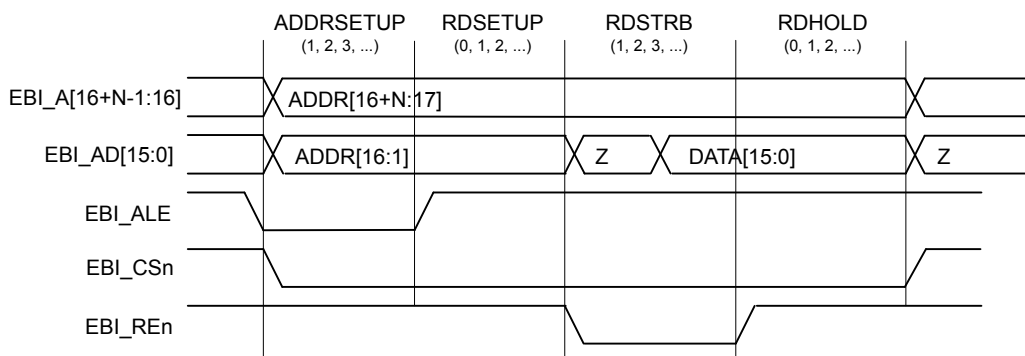 ADDRSETUP RDSETUP RDSTRB RDHOLD
(1, 2, 3, ...) (0, 1, 2, ...) (1, 2, 3, ...) (0, 1, 2, ...)
EBI_A[16+N-1:16] ADDR[16+N:17]
EBI_AD[15:0] ADDR[16:1] Z DATA[15:0] Z
EBI_ALE
EBI_CSn
EBI_REn